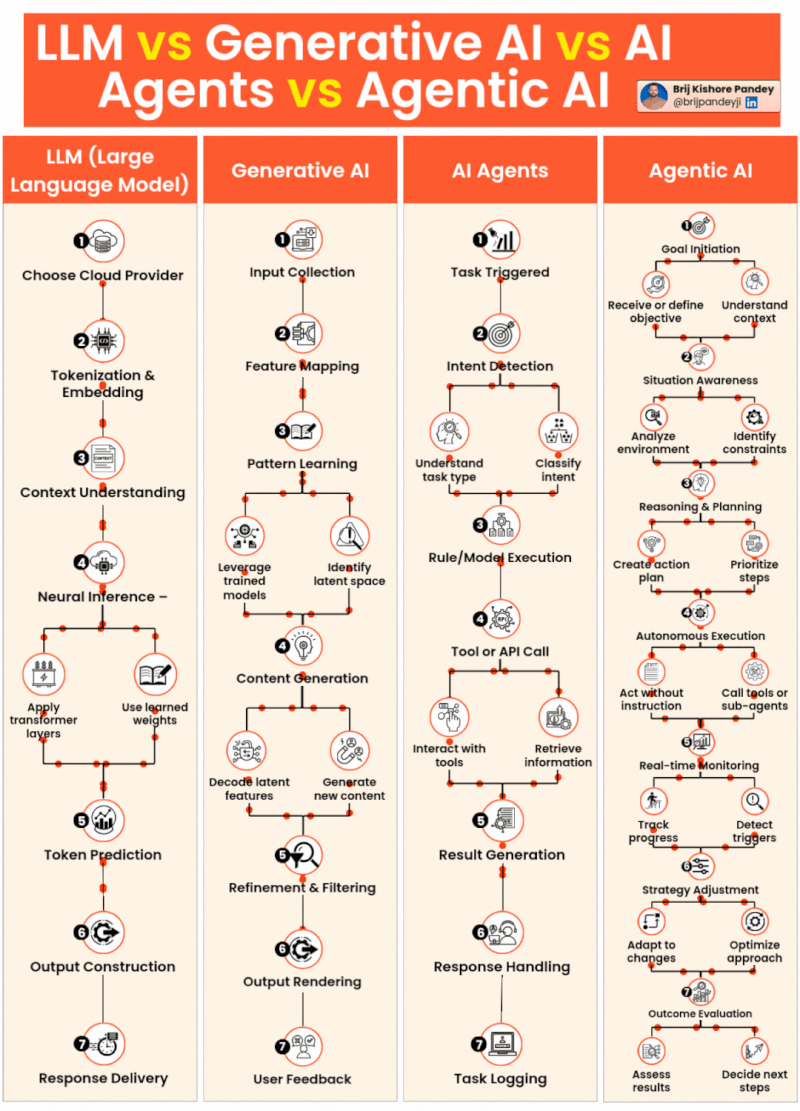 LLM vs Generative AI vs AI
Agents vs Agentic AI
Brij Kishore Pandey
@brijpandeyji in
LLM (Large
Language Model)
1
Choose Cloud Provider
2
Tokenization &
Embedding
3
CONTEXT
Context Understanding
4
Neural Inference –
Apply
transformer
layers
Use learned
weights
5
Token Prediction
6
Output Construction
7
Response Delivery
Generative AI
1
Input Collection
2
Feature Mapping
3
Pattern Learning
Leverage
trained
models
Identify
latent space
4
Content Generation
Decode latent
features
Generate
new content
5
Refinement & Filtering
6
Output Rendering
7
User Feedback
AI Agents
1
Task Triggered
2
Intent Detection
Understand
task type
Classify
intent
3
Rule/Model Execution
4
API
Tool or API Call
Interact with
tools
Retrieve
information
5
Result Generation
6
Response Handling
7
Task Logging
Agentic AI
1
Goal Initiation
Receive or define
objective
Understand
context
2
Situation Awareness
Analyze
environment
Identify
constraints
3
Reasoning & Planning
Create action
plan
Prioritize
steps
4
Autonomous Execution
Act without
instruction
Call tools or
sub-agents
5
Real-time Monitoring
Track
progress
Detect
triggers
6
Strategy Adjustment
Adapt to
changes
Optimize
approach
7
Outcome Evaluation
Assess
results
Decide next
steps